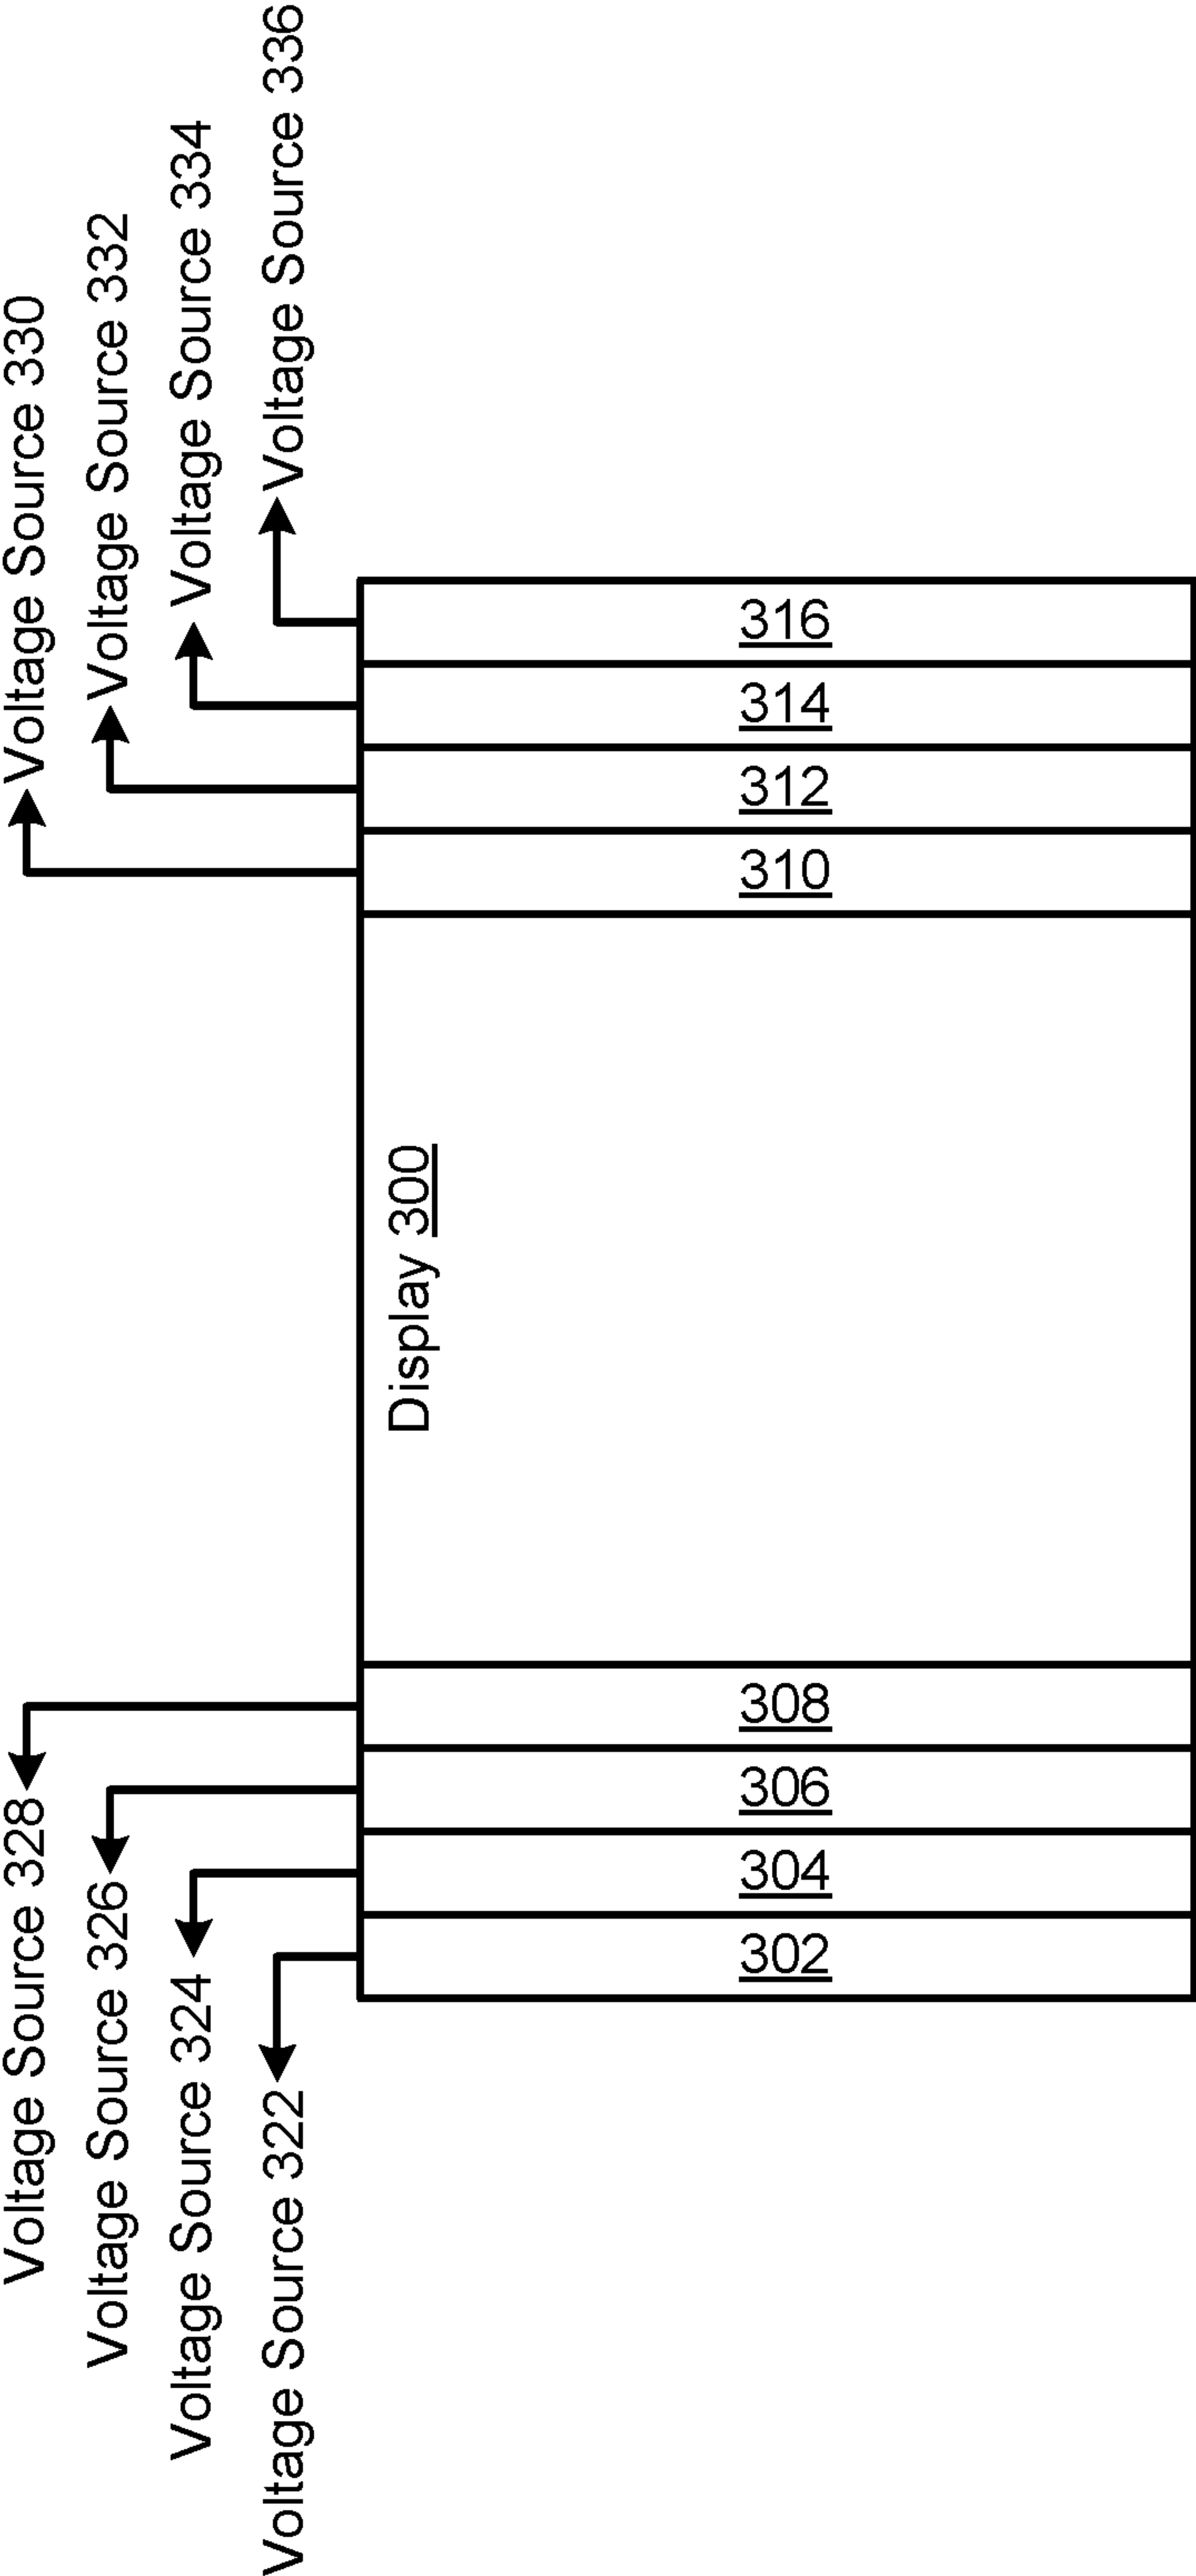 Voltage Source 328
Voltage Source 330
Voltage Source 326
Voltage Source 332
Voltage Source 324
Voltage Source 334
Voltage Source 322
Voltage Source 336
Display 300
302
304
306
308
310
312
314
316